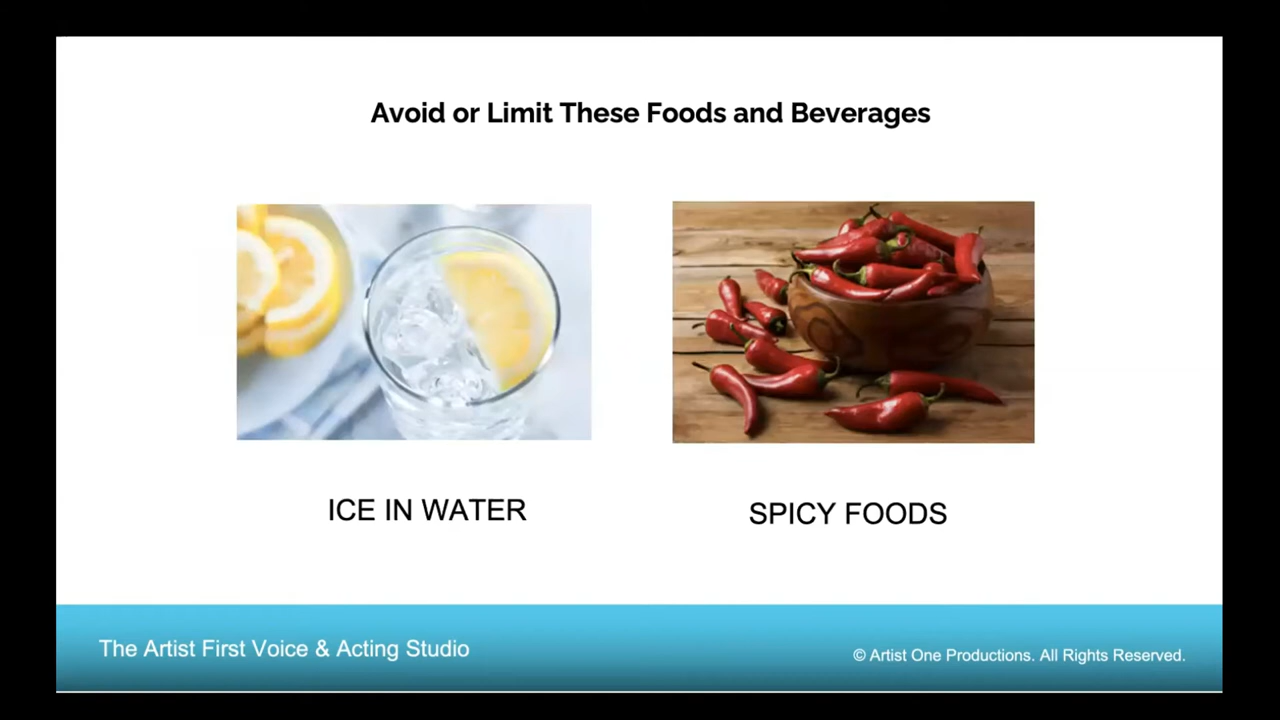 Avoid or Limit These Foods and Beverages
ICE IN WATER
SPICY FOODS
The Artist First Voice & Acting Studio
© Artist One Productions. All Rights Reserved.